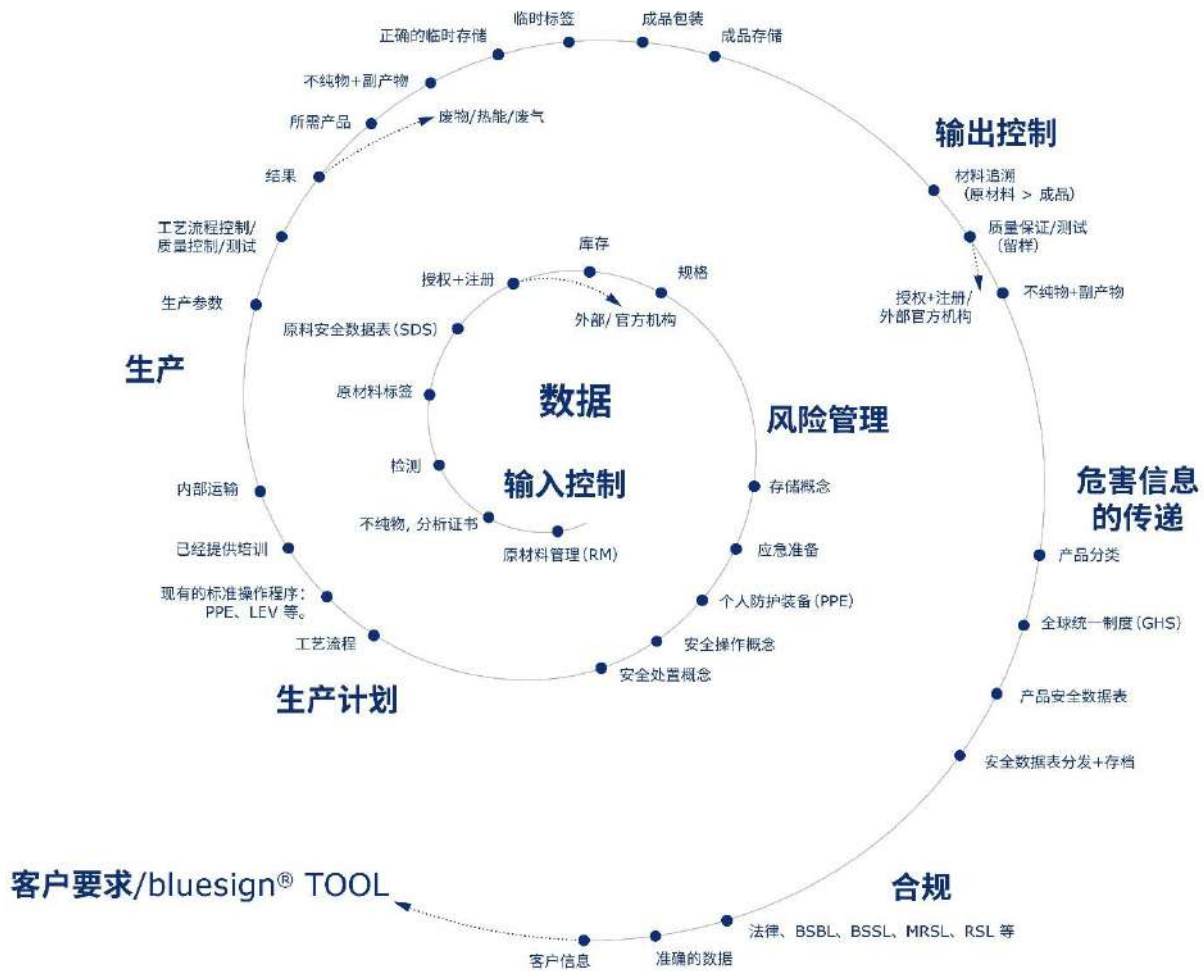 临时标签
成品包装
正确的临时存储
成品存储
不纯物+副产物
废物/热能/废气
所需产品
输出控制
结果
材料追溯
(原材料 > 成品)
工艺流程控制/
质量控制/测试
质量保证/测试
(留样)
库存
授权+注册
规格
授权+注册/
外部官方机构
不纯物+副产物
生产参数
外部/官方机构
原料安全数据表(SDS)
生产
原材料标签
数据
风险管理
检测
输入控制
内部运输
存储概念
危害信息
的传递
不纯物, 分析证书
原材料管理(RM)
已经提供培训
应急准备
产品分类
现有的标准操作程序:
PPE、LEV 等。
个人防护装备(PPE)
全球统一制度(GHS)
工艺流程
安全操作概念
安全处置概念
生产计划
产品安全数据表
安全数据表分发+存档
客户要求/bluesign® TOOL
合规
法律、BSBL、BSSL、MRSL、RSL 等
准确的数据
客户信息